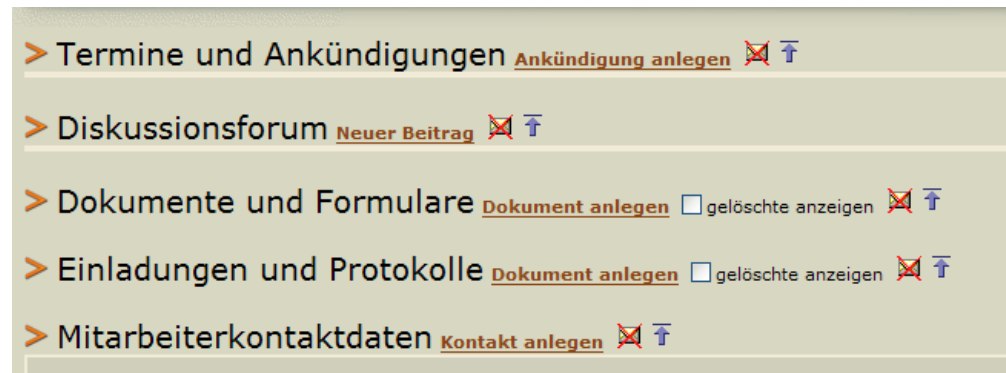 > Termine und Ankündigungen Ankündigung anlegen
> Diskussionsforum Neuer Beitrag
> Dokumente und Formulare Dokument anlegen gelöschte anzeigen
> Einladungen und Protokolle Dokument anlegen gelöschte anzeigen
> Mitarbeiterkontaktdaten Kontakt anlegen